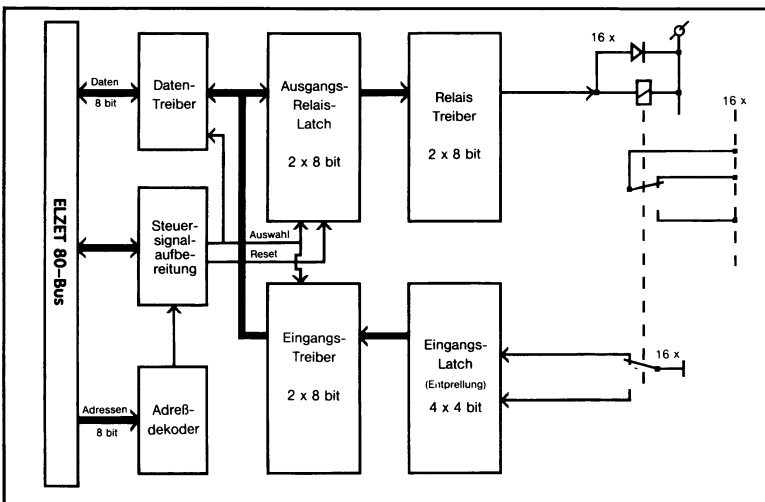 ELZET 80-Bus
Daten
8 bit
Daten-
Treiber
Ausgangs-
Relais-
Latch
2 x 8 bit
Relais
Treiber
2 x 8 bit
16 x
16 x
Steuer-
signal-
aufbe-
reitung
Auswahl
Reset
Adressen
8 bit
Adreß-
dekoder
Eingangs-
Treiber
2 x 8 bit
Eingangs-
Latch
(Entprellung)
4 x 4 bit
16 x